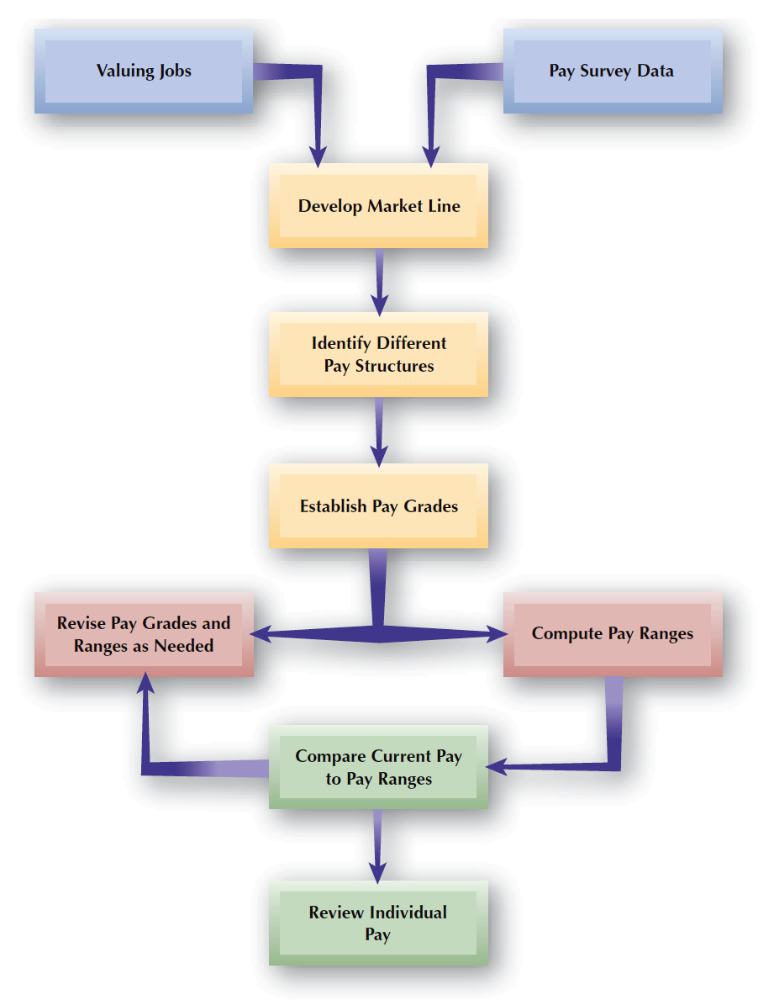 Valuing Jobs
Pay Survey Data
Develop Market Line
Identify Different
Pay Structures
Establish Pay Grades
Revise Pay Grades and
Ranges as Needed
Compute Pay Ranges
Compare Current Pay
to Pay Ranges
Review Individual
Pay